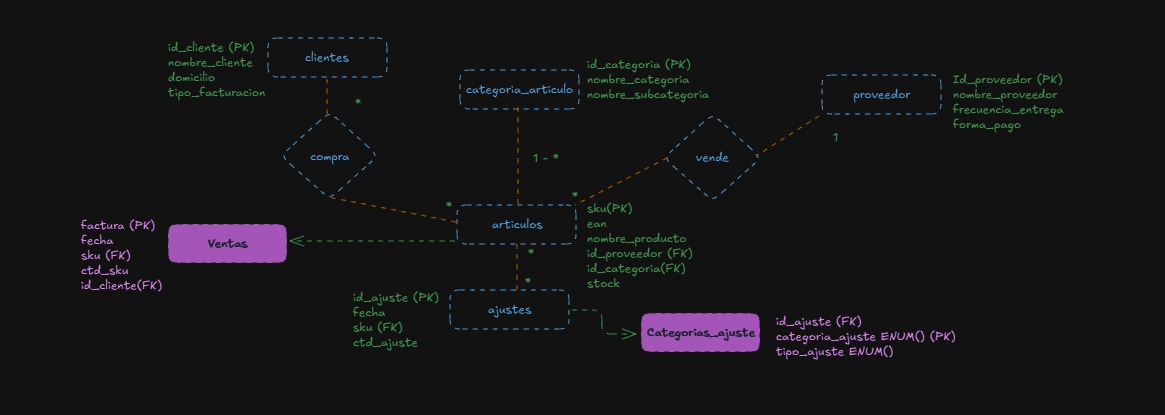 id_cliente (PK)
nombre_cliente
domicilio
tipo_facturacion
clientes
*
compra
categoria_articulo
id_categoria (PK)
nombre_categoria
nombre_subcategoria
1 - *
proveedor
Id_proveedor (PK)
nombre_proveedor
frecuencia_entrega
forma_pago
1
vende
*
*
articulos
sku(PK)
ean
nombre_producto
id_proveedor (FK)
id_categoria(FK)
stock
factura (PK)
fecha
sku (FK)
ctd_sku
id_cliente(FK)
Ventas
*
*
id_ajuste (PK)
fecha
sku (FK)
ctd_ajuste
ajustes
Categorias_ajuste
id_ajuste (FK)
categoria_ajuste ENUM() (PK)
tipo_ajuste ENUM()